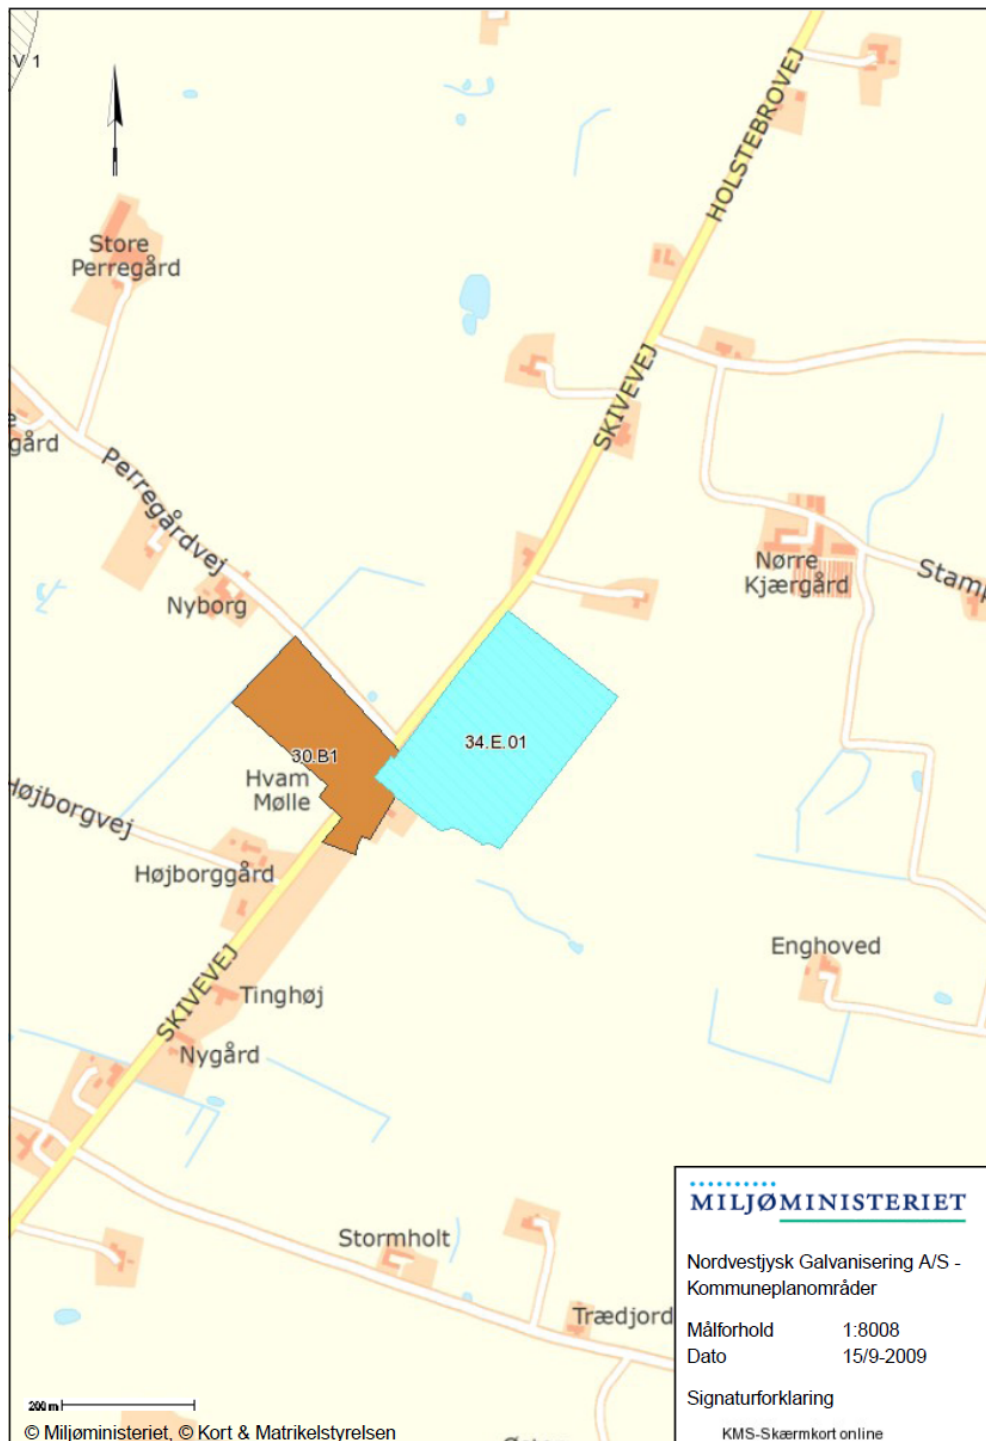 V 1
HOLSTEBROVEJ
Store
Perregård
SKIVEVEJ
gård
Perregårdvej
Nørre
Kjærgård
Nyborg
34.E.01
30.B1
Hvam
Mølle
Højborgvej
Højborggård
Enghoved
SKIVEVEJ
Tinghøj
Nygård
Stormholt
Trædjord
MILJØMINISTERIET
Nordvestjysk Galvanisering A/S -
Kommuneplanområder
Målforhold 1:8008
Dato 15/9-2009
Signaturforklaring
KMS-Skærmkort online
200 m
© Miljøministeriet, © Kort & Matrikelstyrelsen